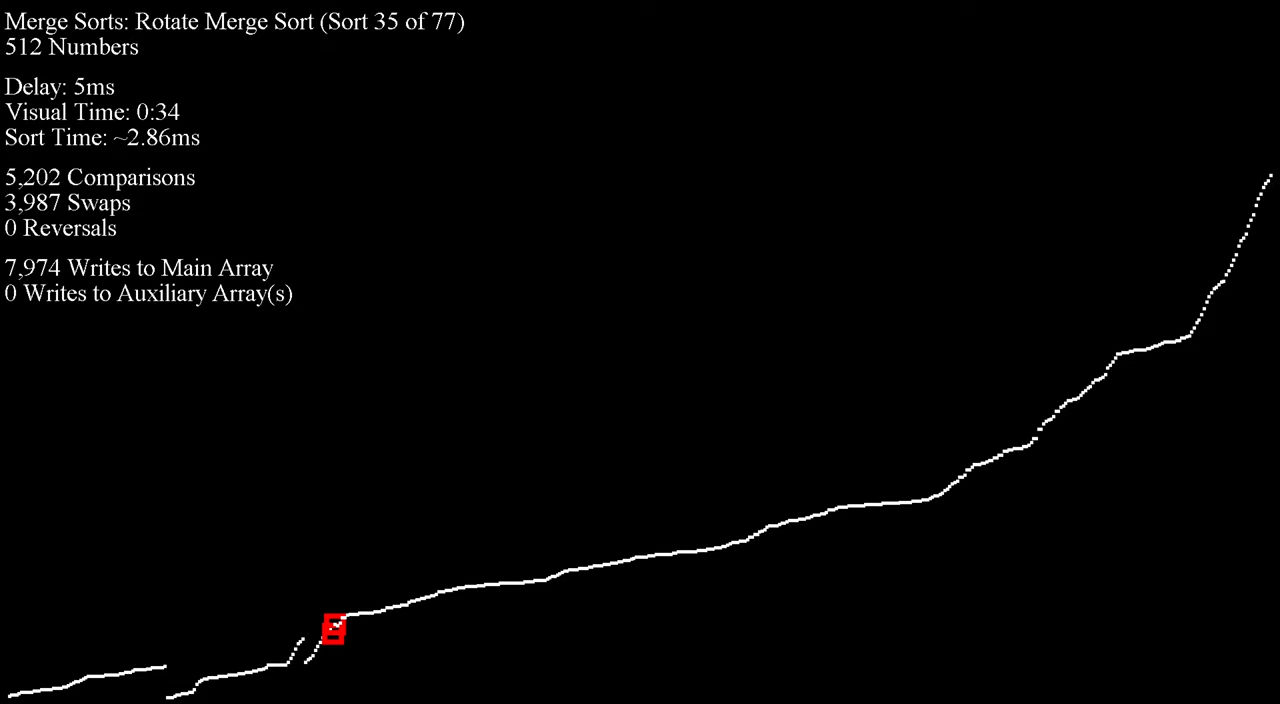 Merge Sorts: Rotate Merge Sort (Sort 35 of 77)
512 Numbers
Delay: 5ms
Visual Time: 0:34
Sort Time: ~2.86ms
5,202 Comparisons
3,987 Swaps
0 Reversals
7,974 Writes to Main Array
0 Writes to Auxiliary Array(s)